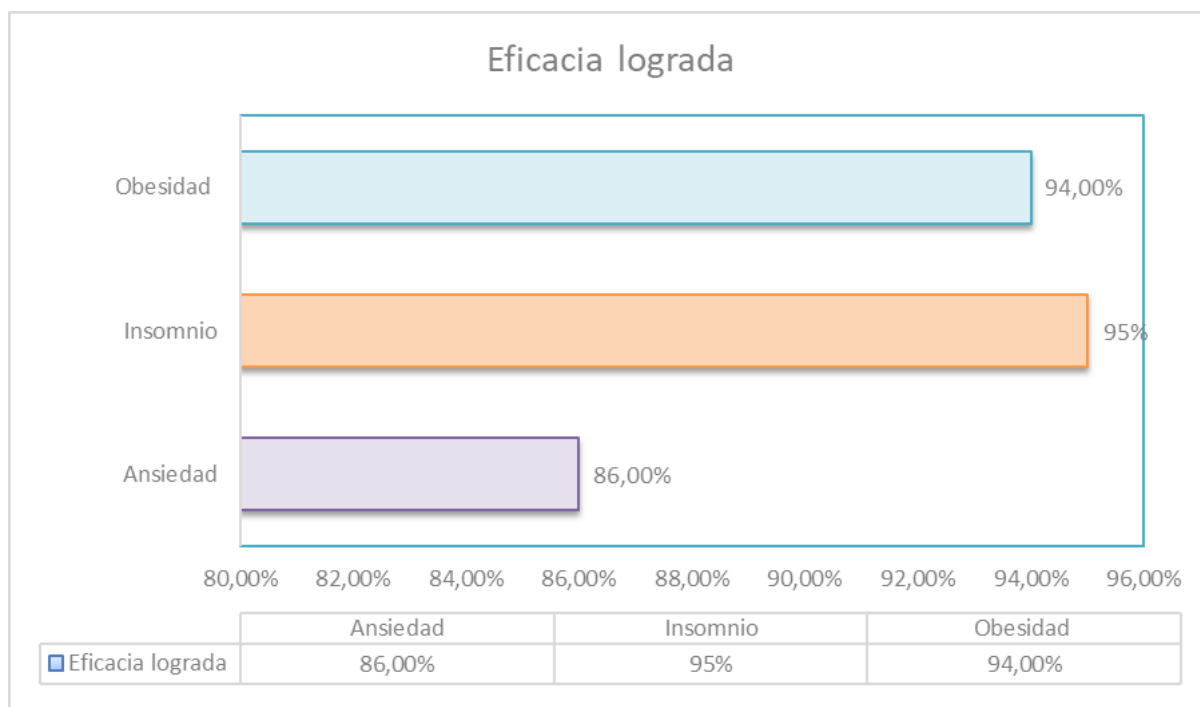 Eficacia lograda
Obesidad
94,00%
Insomnio
95%
Ansiedad
86,00%
80,00% 82,00% 84,00% 86,00% 88,00% 90,00% 92,00% 94,00% 96,00%
Ansiedad Insomnio Obesidad
Eficacia lograda 86,00% 95% 94,00%